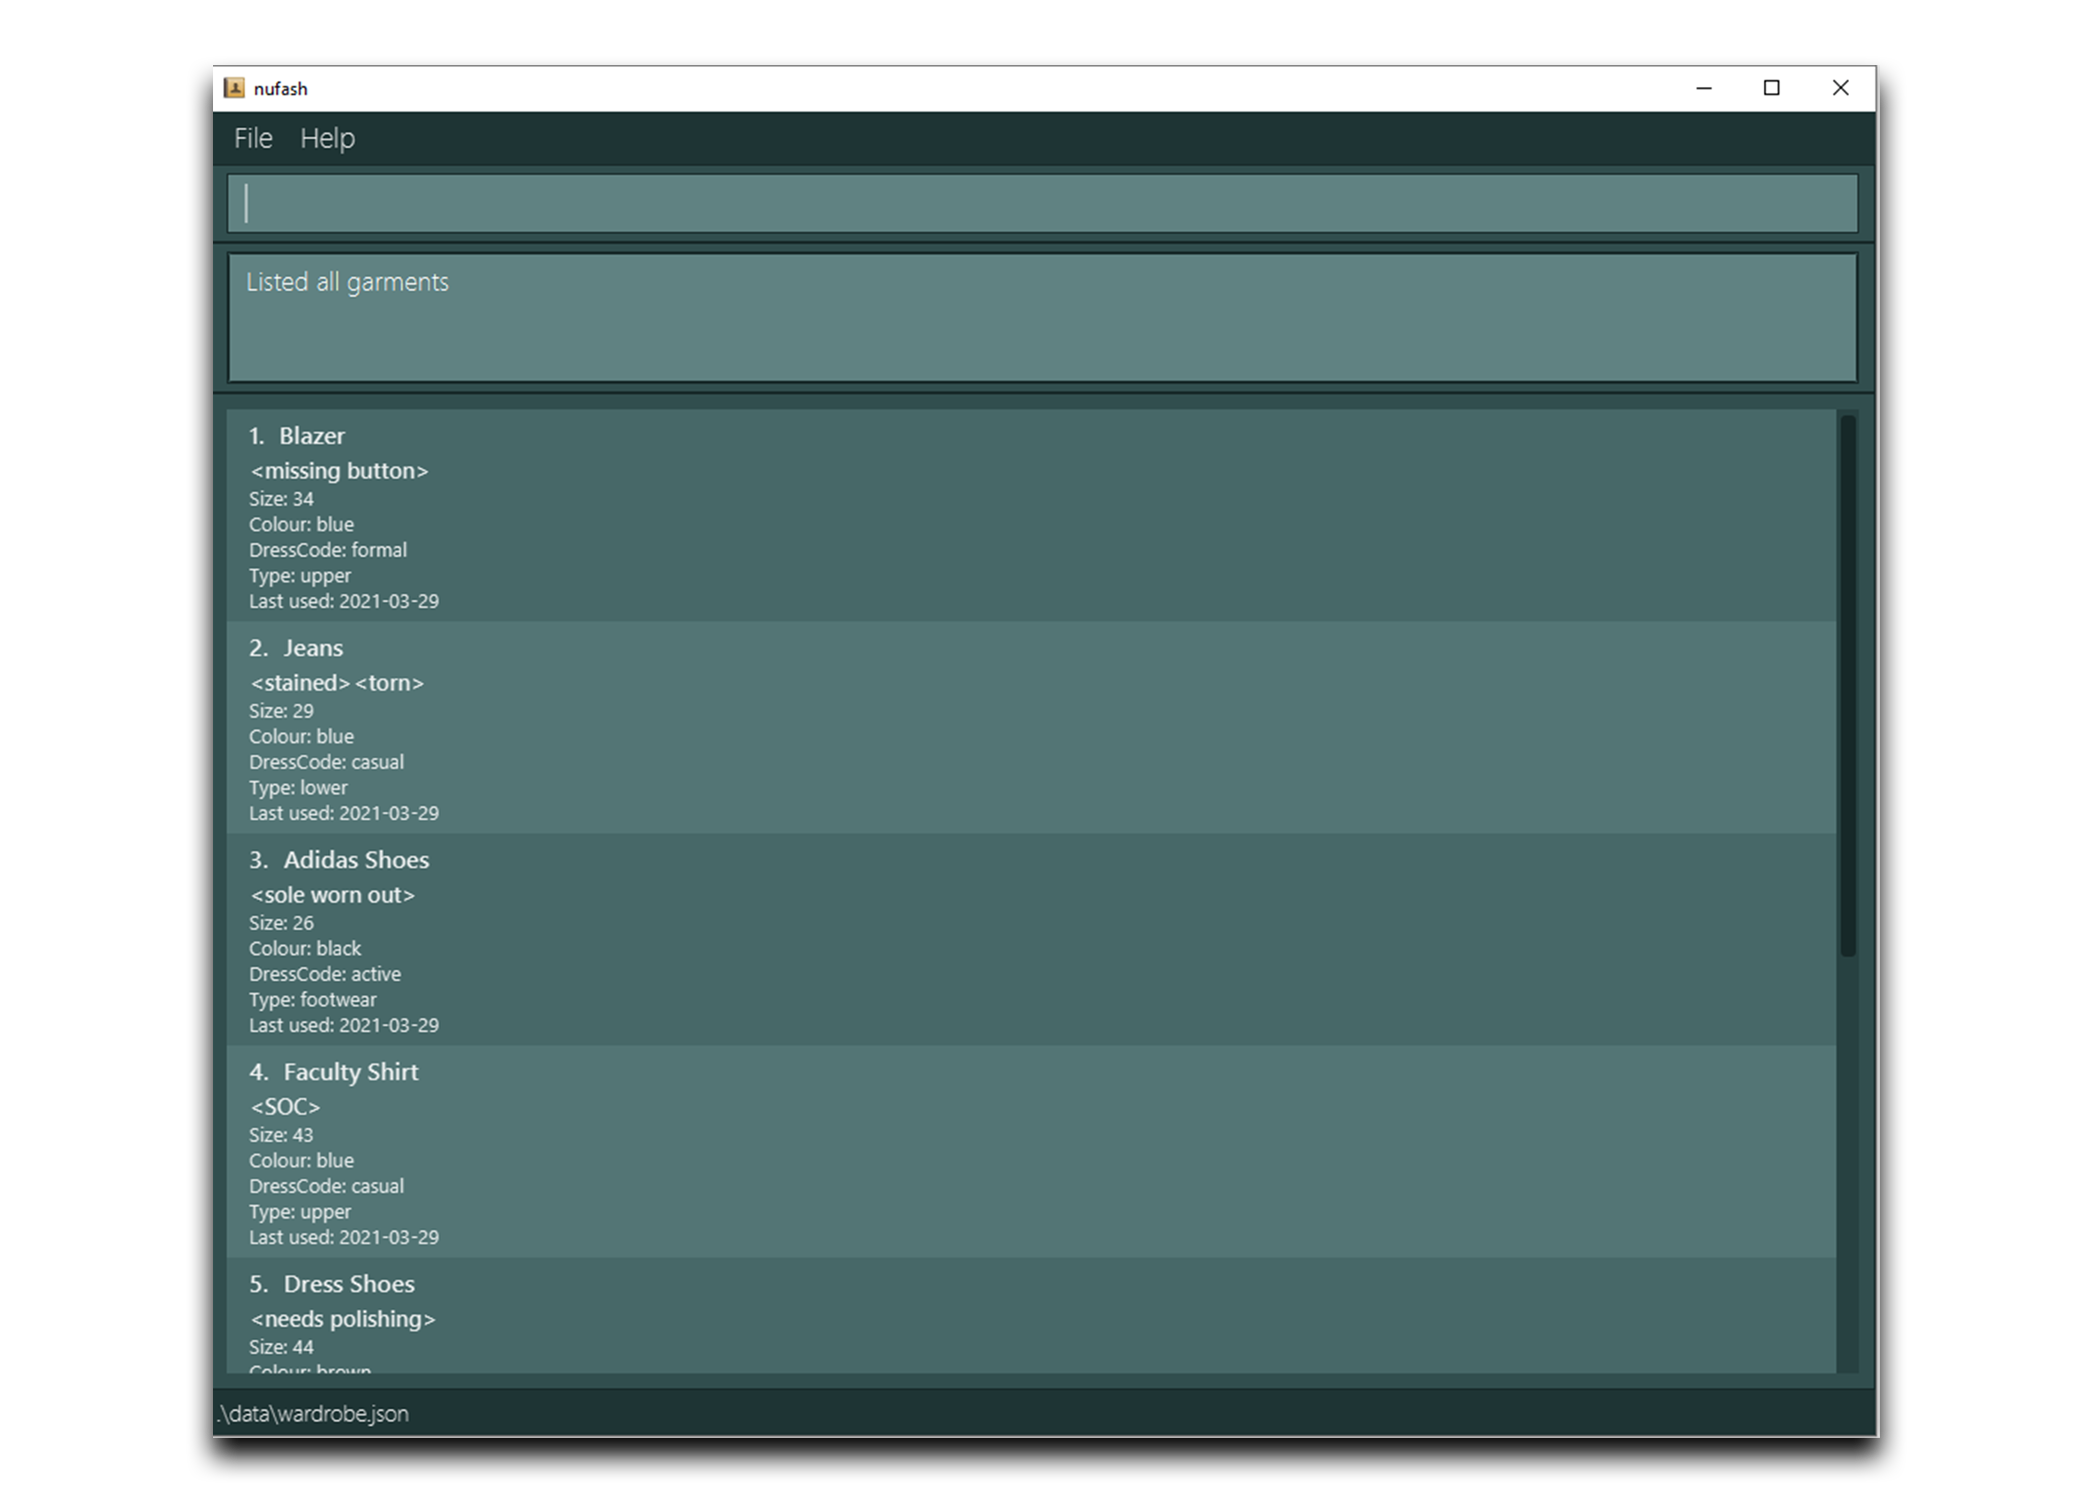 nufash
File Help
Listed all garments
1. Blazer
<missing button>
Size: 34
Colour: blue
DressCode: formal
Type: upper
Last used: 2021-03-29
2. Jeans
<stained> <torn>
Size: 29
Colour: blue
DressCode: casual
Type: lower
Last used: 2021-03-29
3. Adidas Shoes
<sole worn out>
Size: 26
Colour: black
DressCode: active
Type: footwear
Last used: 2021-03-29
4. Faculty Shirt
<SOC>
Size: 43
Colour: blue
DressCode: casual
Type: upper
Last used: 2021-03-29
5. Dress Shoes
<needs polishing>
Size: 44
Colour: brown
.\data\wardrobe.json